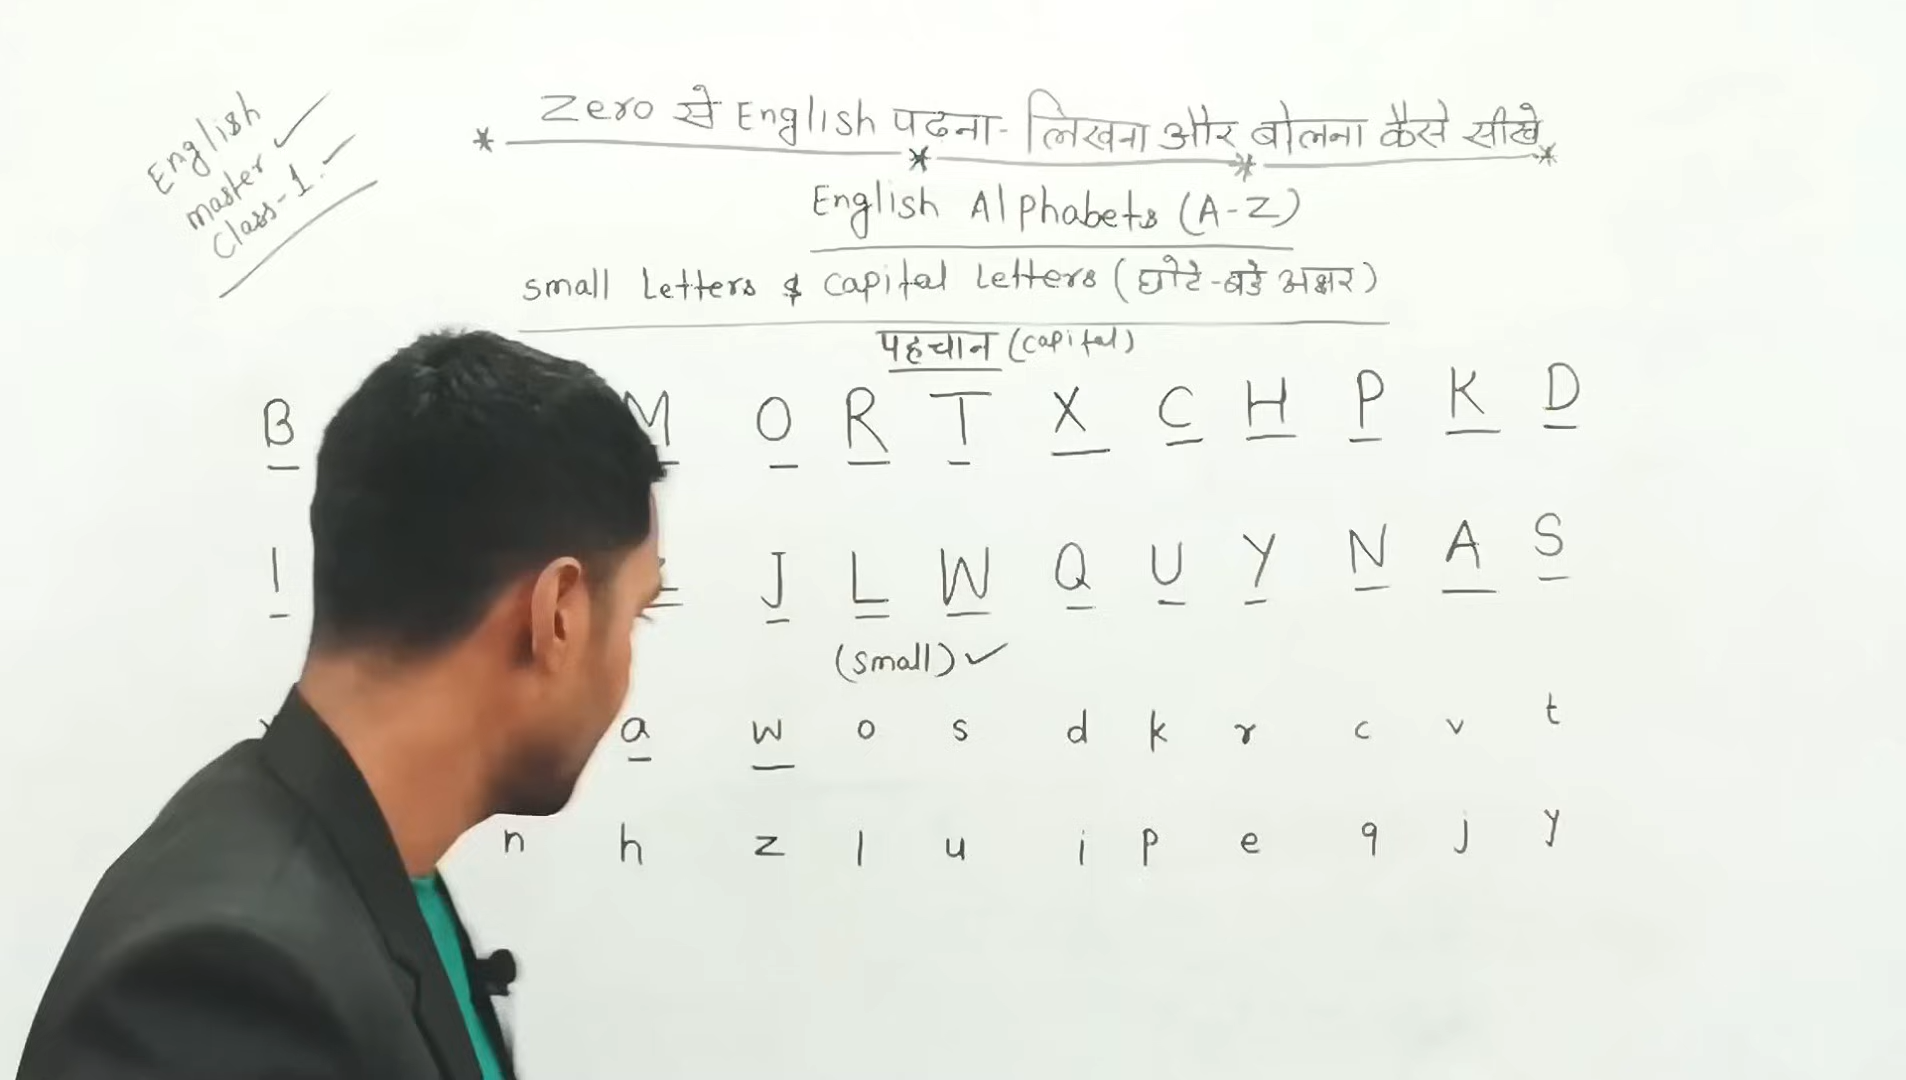 English
master
class-1.
Zero से English पढना-लिखना और बोलना कैसे सीखे
English Alphabets (A-Z)
small Letters & capital Letters (छोटे-बडे अक्षर)
पहचान (capital)
B M O R T X C H P K D
I J L W Q U Y N A S
(small)
a w o s d k r c v t
n h z l u i p e q j y